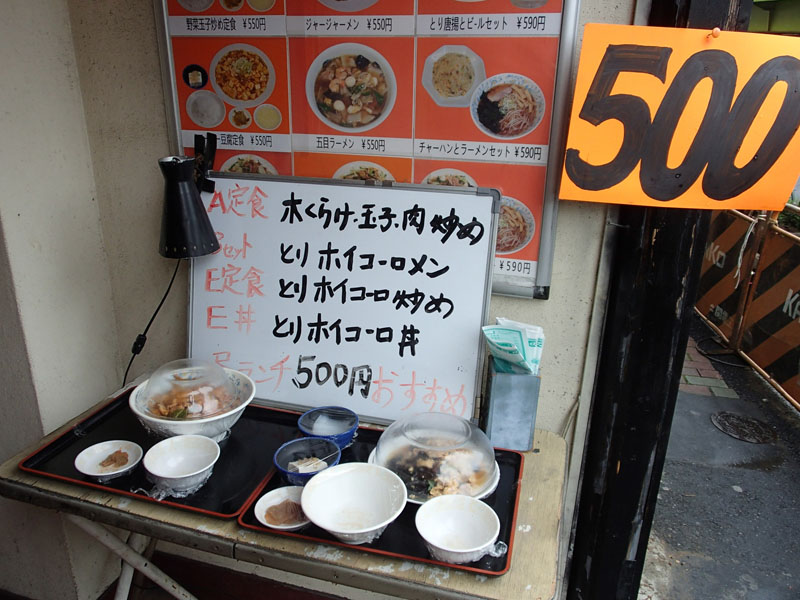 野菜玉子炒め定食 ¥550円
ジャージャーメン ¥550円
とり唐揚とビールセット ¥590円
豆腐定食 ¥550円
五目ラーメン ¥550円
チャーハンとラーメンセット ¥590円
¥590円
500
A定食 木くらげ・玉子・肉炒め
セット とりホイコーロメン
E定食 とりホイコーロ炒め
E丼 とりホイコーロ丼
ランチ 500円 おすすめ